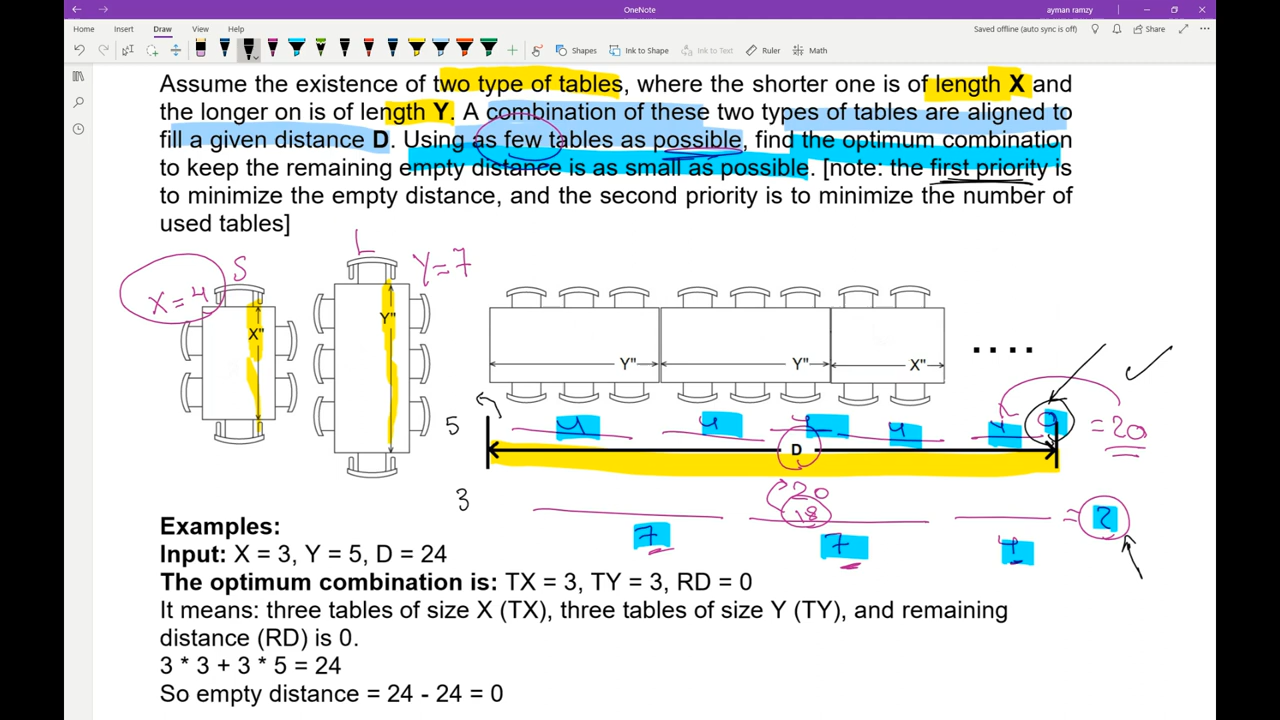 OneNote
ayman ramzy
Home Insert Draw View Help
Saved offline (auto sync is off) Share
Shapes Ink to Shape Ink to Text Ruler Math
Assume the existence of two type of tables, where the shorter one is of length X and
the longer on is of length Y. A combination of these two types of tables are aligned to
fill a given distance D. Using as few tables as possible, find the optimum combination
to keep the remaining empty distance is as small as possible. [note: the first priority is
to minimize the empty distance, and the second priority is to minimize the number of
used tables]
S L
X=4 Y=7
X" Y" Y" Y" X"
....
5 4 4 4 4 4 0 = 20
D
3 20
18 = 2
7 7 4
Examples:
Input: X = 3, Y = 5, D = 24
The optimum combination is: TX = 3, TY = 3, RD = 0
It means: three tables of size X (TX), three tables of size Y (TY), and remaining
distance (RD) is 0.
3 * 3 + 3 * 5 = 24
So empty distance = 24 - 24 = 0